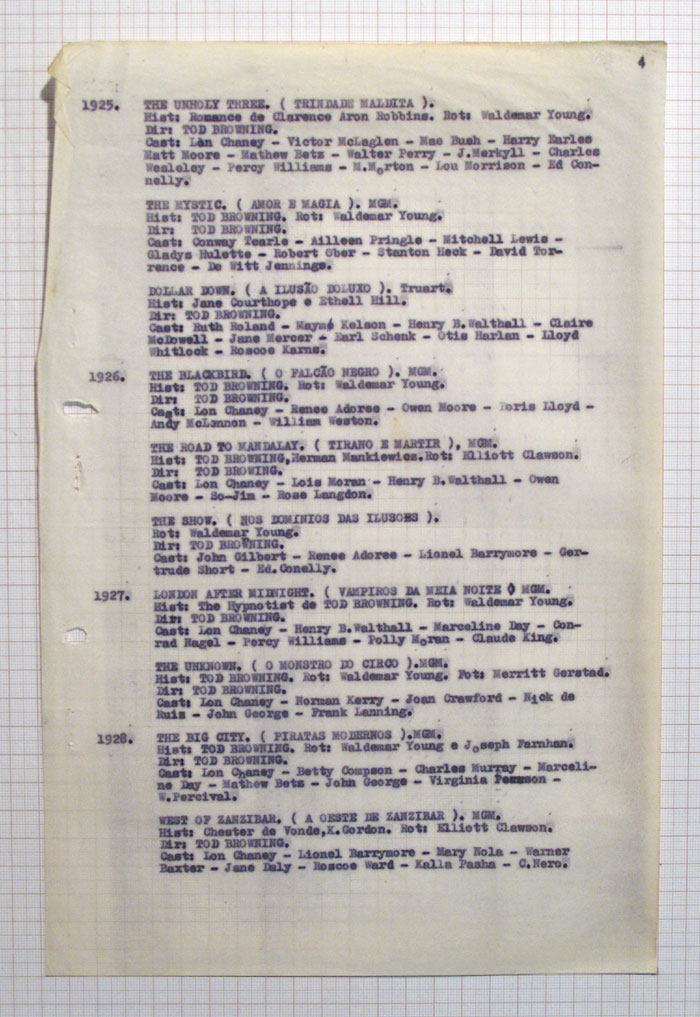 4
1925. THE UNHOLY THREE. ( TRINDADE MALDITA ).
Hist: Romance de Clarence Aron Robbins. Rot: Waldemar Young.
Dir: TOD BROWNING.
Cast: Lon Chaney - Victor McLaglen - Mae Bush - Harry Earles
Matt Moore - Mathew Betz - Walter Perry - J.Merkyll - Charles
Wealeley - Percy Williams - M.Morton - Lou Morrison - Ed Con-
nelly.
THE MYSTIC. ( AMOR E MAGIA ). MGM.
Hist: TOD BROWNING. Rot: Waldemar Young.
Dir: TOD BROWNING.
Cast: Conway Tearle - Ailleen Pringle - Mitchell Lewis -
Gladys Hulette - Robert Ober - Stanton Heck - David Tor-
rence - De Witt Jennings.
DOLLAR DOWN. ( A ILUSÃO DOLUXO ). Truart.
Hist: Jane Courthope e Ethell Hill.
Dir: TOD BROWNING.
Cast: Ruth Roland - Mayme Kelson - Henry B.Walthall - Claire
McDowell - Jane Mercer - Earl Schenk - Otis Harlan - Lloyd
Whitlock - Roscoe Karns.
1926. THE BLACKBIRD. ( O FALCÃO NEGRO ). MGM.
Hist: TOD BROWNING. Rot: Waldemar Young.
Dir: TOD BROWNING.
Cast: Lon Chaney - Renee Adoree - Owen Moore - Doris Lloyd -
Andy McLennon - William Weston.
THE ROAD TO MANDALAY. ( TIRANO E MARTIR ), MGM.
Hist: TOD BROWNING,Herman Mankiewicz.Rot: Elliott Clawson.
Dir: TOD BROWING.
Cast: Lon Chaney - Lois Moran - Henry B.Walthall - Owen
Moore - So-Jim - Rose Langdon.
THE SHOW. ( NOS DOMINIOS DAS ILUSOES ).
Rot: Waldemar Young.
Dir: TOD BROWNING.
Cast: John Gilbert - Renee Adoree - Lionel Barrymore - Ger-
trude Short - Ed.Conelly.
1927. LONDON AFTER MIDNIGHT. ( VAMPIROS DA MEIA NOITE ) MGM.
Hist: The Hypnotist de TOD BROWNING. Rot: Waldemar Young.
Dir: TOD BROWNING.
Cast: Lon Chaney - Henry B.Walthall - Marceline Day - Con-
rad Nagel - Percy Williams - Polly Moran - Claude King.
THE UNKNOWN. ( O MONSTRO DO CIRCO ).MGM.
Hist: TOD BROWNING. Rot: Waldemar Young. Fot: Merritt Gerstad.
Dir: TOD BROWNING.
Cast: Lon Chaney - Norman Kerry - Joan Crawford - Nick de
Ruiz - John George - Frank Lanning.
1928. THE BIG CITY. ( PIRATAS MODERNOS ).MGM.
Hist: TOD BROWNING. Rot: Waldemar Young e Joseph Farnhan.
Dir: TOD BROWNING.
Cast: Lon Chaney - Betty Compson - Charles Murray - Marceli-
ne Day - Mathew Betz - John George - Virginia Pearson -
W.Percival.
WEST OF ZANZIBAR. ( A OESTE DE ZANZIBAR ). MGM.
Hist: Chester de Vonde,K.Gordon. Rot: Elliott Clawson.
Dir: TOD BROWNING.
Cast: Lon Chaney - Lionel Barrymore - Mary Nola - Warner
Baxter - Jane Daly - Roscoe Ward - Kalla Pasha - C.Nero.